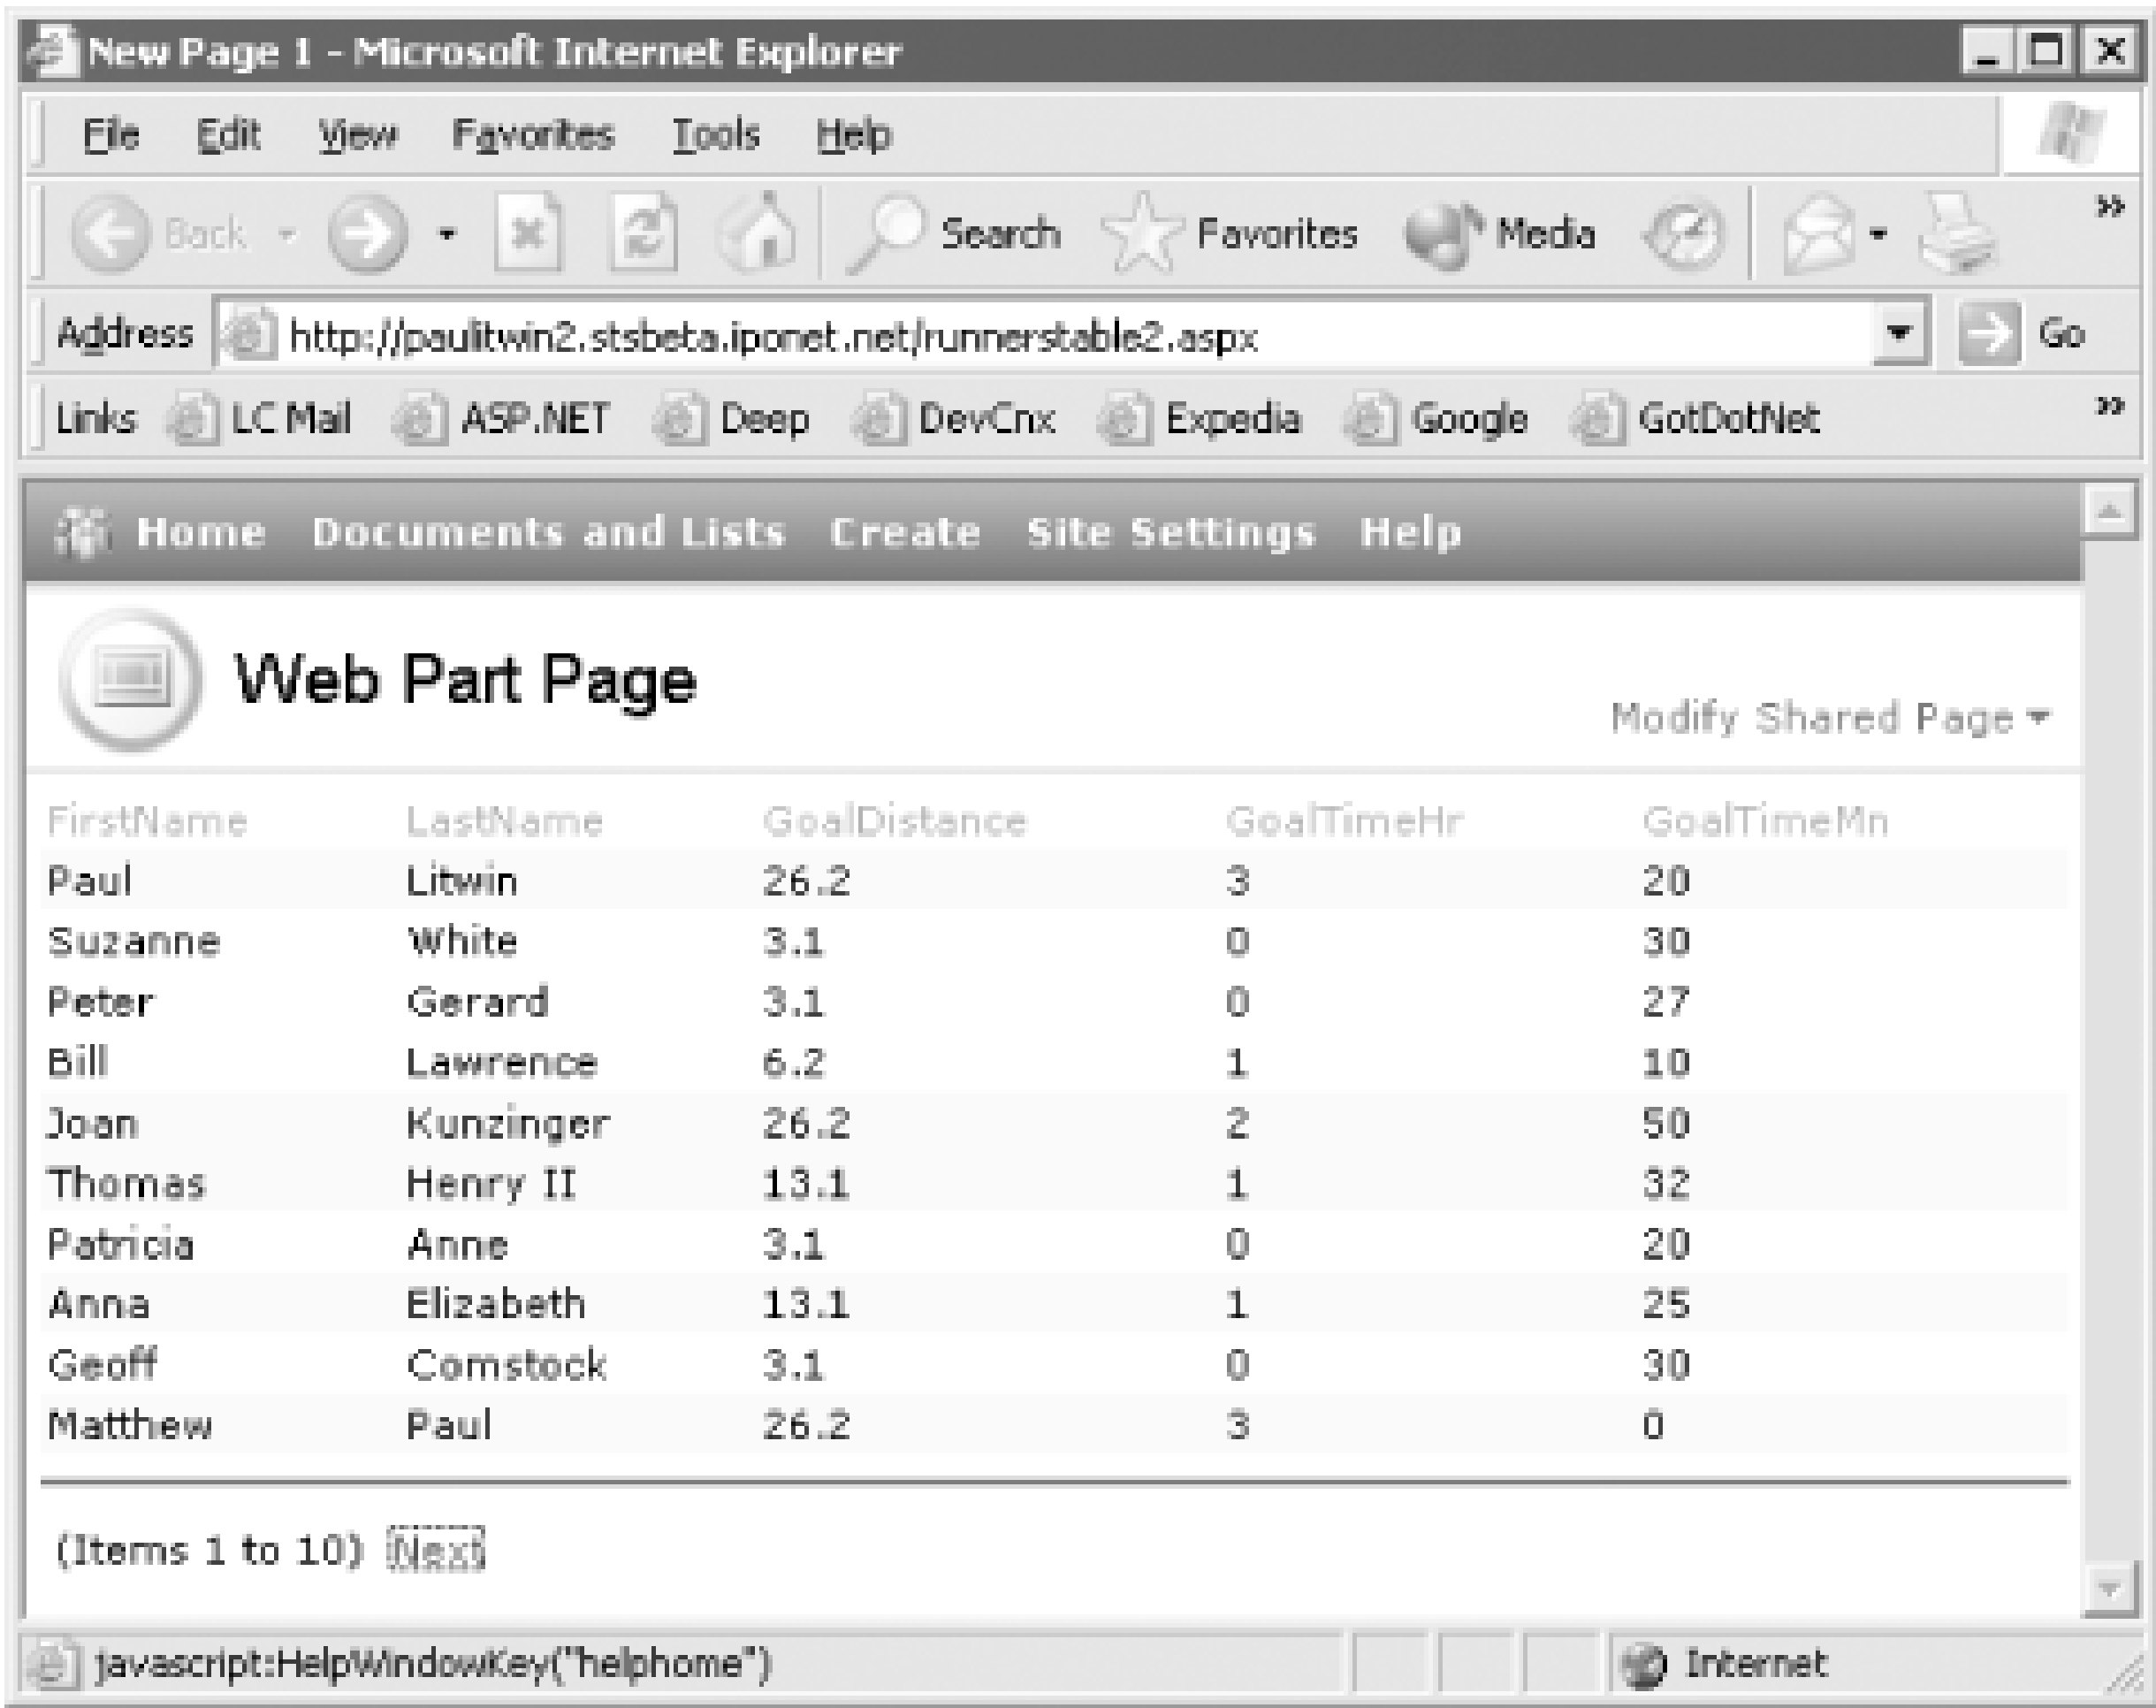 New Page 1 - Microsoft Internet Explorer
File Edit View Favorites Tools Help
Back Search Favorites Media
Address http://paulitwin2.stsbeta.iponet.net/runnerstable2.aspx Go
Links LC Mail ASP.NET Deep DevCnx Expedia Google GotDotNet
Home Documents and Lists Create Site Settings Help
Web Part Page
Modify Shared Page
FirstName LastName GoalDistance GoalTimeHr GoalTimeMn
Paul Litwin 26.2 3 20
Suzanne White 3.1 0 30
Peter Gerard 3.1 0 27
Bill Lawrence 6.2 1 10
Joan Kunzinger 26.2 2 50
Thomas Henry II 13.1 1 32
Patricia Anne 3.1 0 20
Anna Elizabeth 13.1 1 25
Geoff Comstock 3.1 0 30
Matthew Paul 26.2 3 0
(Items 1 to 10) Next
javascript:HelpWindowKey("helphome") Internet